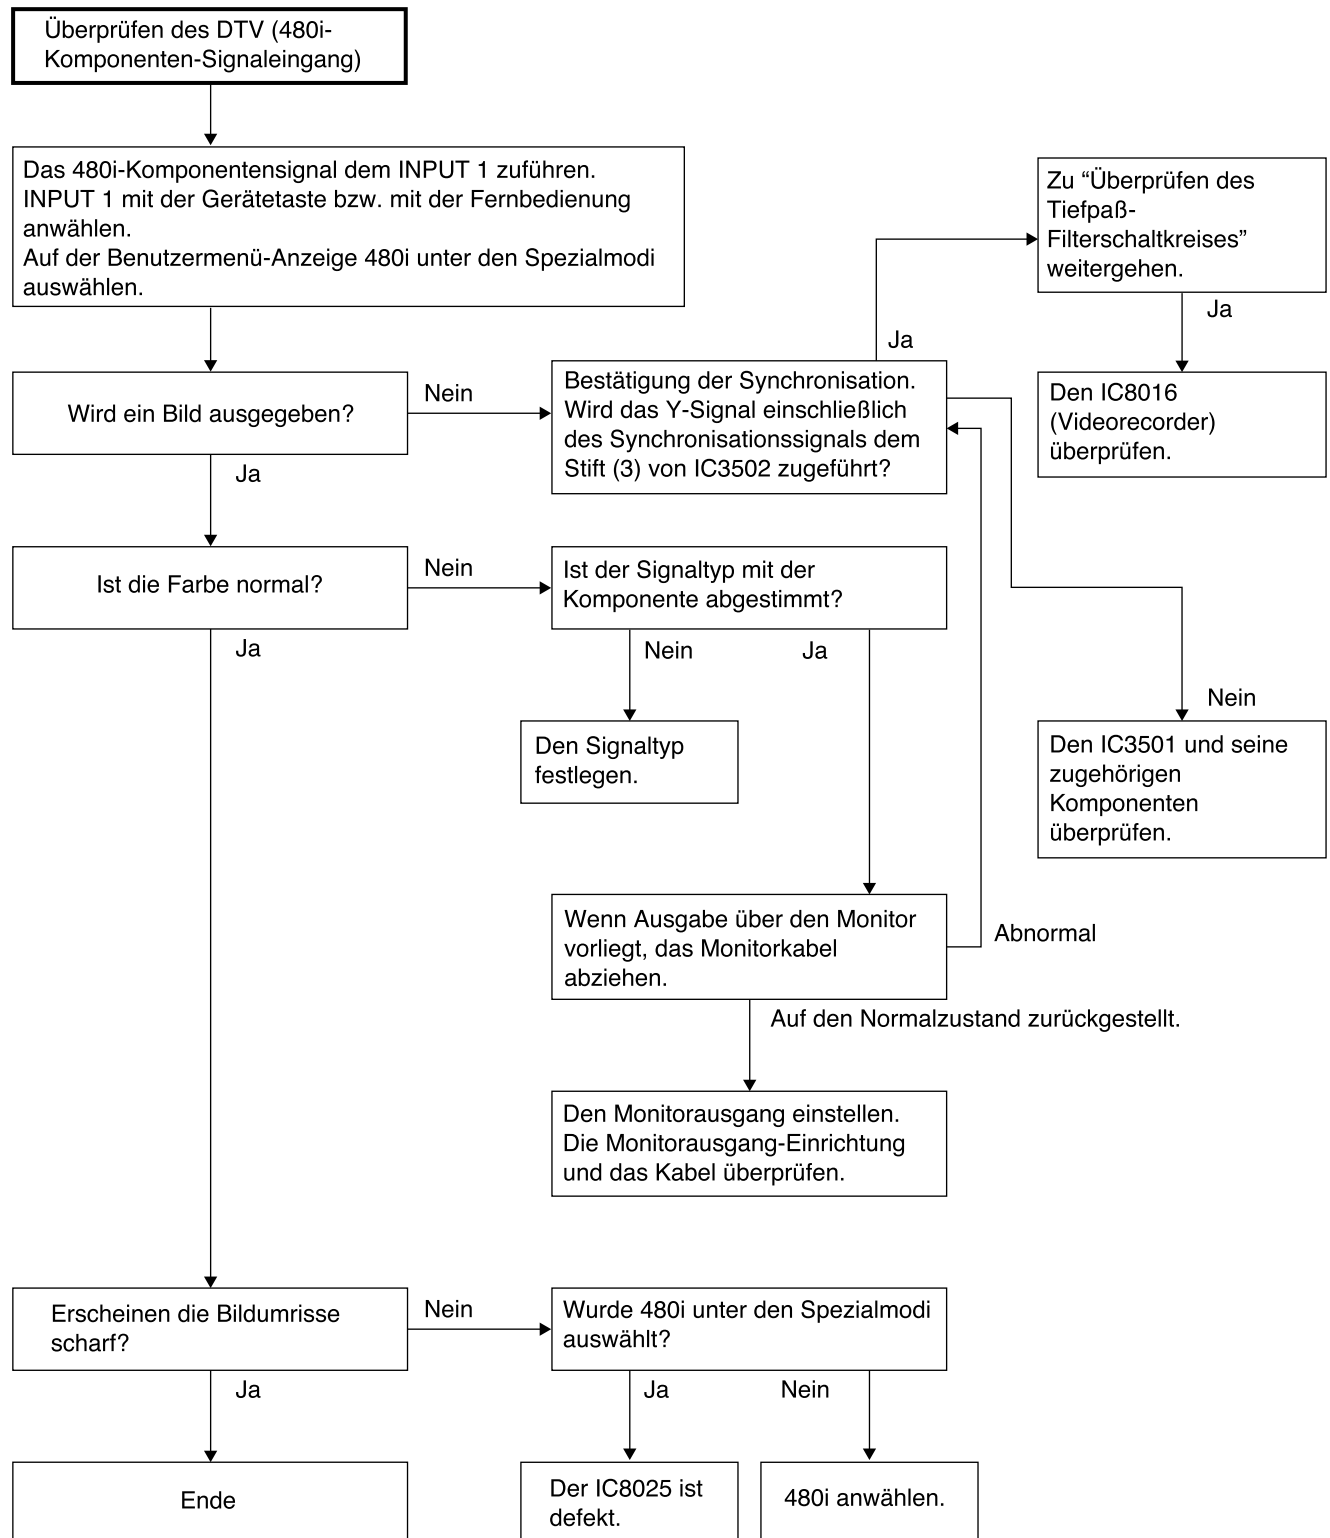 Überprüfen des DTV (480i-
Komponenten-Signaleingang)
Das 480i-Komponentensignal dem INPUT 1 zuführen.
INPUT 1 mit der Gerätetaste bzw. mit der Fernbedienung
anwählen.
Auf der Benutzermenü-Anzeige 480i unter den Spezialmodi
auswählen.
Zu “Überprüfen des
Tiefpaß-
Filterschaltkreises”
weitergehen.
Ja
Ja
Wird ein Bild ausgegeben?
Nein
Bestätigung der Synchronisation.
Wird das Y-Signal einschließlich
des Synchronisationssignals dem
Stift (3) von IC3502 zugeführt?
Den IC8016
(Videorecorder)
überprüfen.
Ja
Ist die Farbe normal?
Nein
Ist der Signaltyp mit der
Komponente abgestimmt?
Ja
Nein
Ja
Nein
Den Signaltyp
festlegen.
Den IC3501 und seine
zugehörigen
Komponenten
überprüfen.
Wenn Ausgabe über den Monitor
vorliegt, das Monitorkabel
abziehen.
Abnormal
Auf den Normalzustand zurückgestellt.
Den Monitorausgang einstellen.
Die Monitorausgang-Einrichtung
und das Kabel überprüfen.
Erscheinen die Bildumrisse
scharf?
Nein
Wurde 480i unter den Spezialmodi
auswählt?
Ja
Ja
Nein
Ende
Der IC8025 ist
defekt.
480i anwählen.